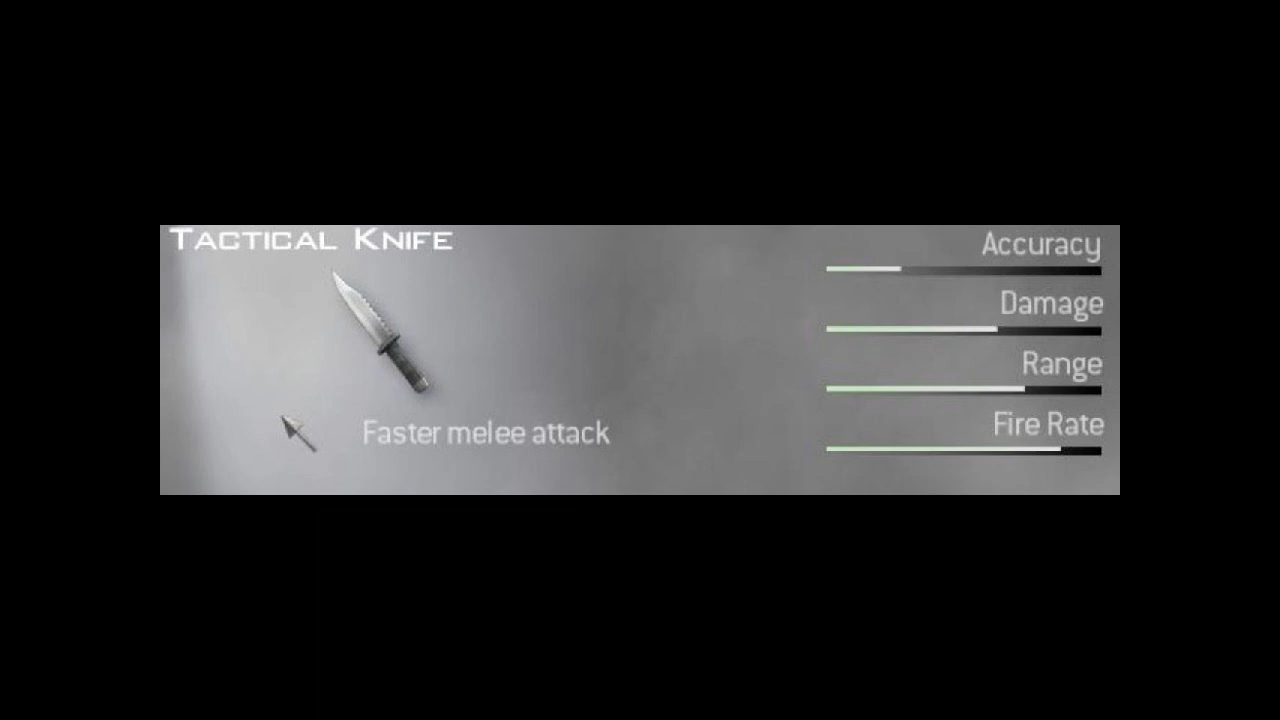 Tactical Knife
Accuracy
Damage
Range
Fire Rate
Faster melee attack